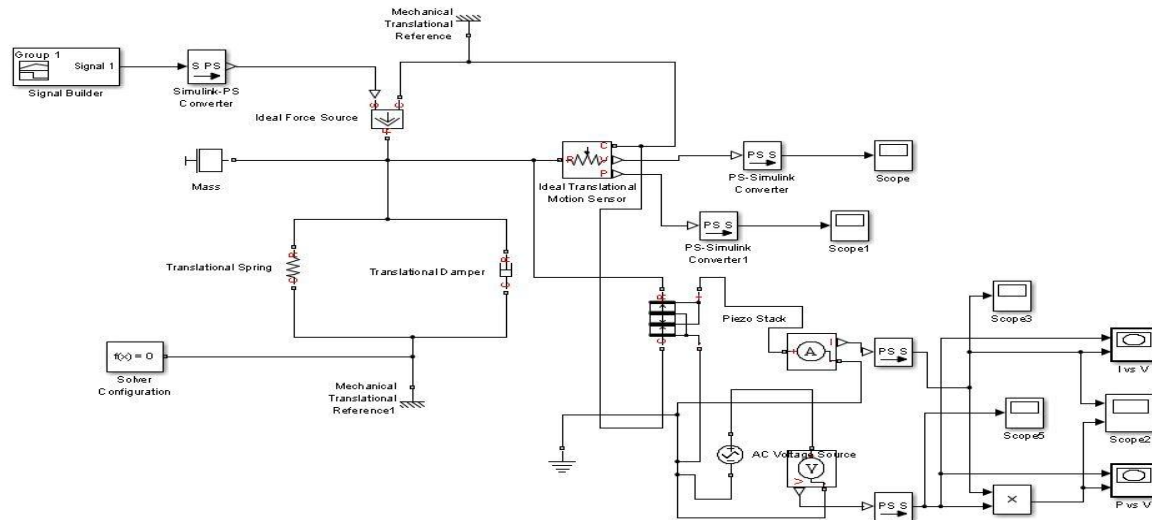 Mechanical
Translational
Reference
Group 1
Signal 1
Signal Builder
S PS
Simulink-PS
Converter
Ideal Force Source
S
C
R
Mass
R
C
V
P
Ideal Translational
Motion Sensor
PS S
PS-Simulink
Converter
Scope
PS S
PS-Simulink
Converter1
Scope1
Translational Spring
R
C
Translational Damper
R
C
R
C
+
-
Piezo Stack
Scope3
A
+
I
-
PS S
I vs V
f(x) = 0
Solver
Configuration
Mechanical
Translational
Reference1
Scope5
Scope2
AC Voltage Source
V
V
PS S
×
P vs V